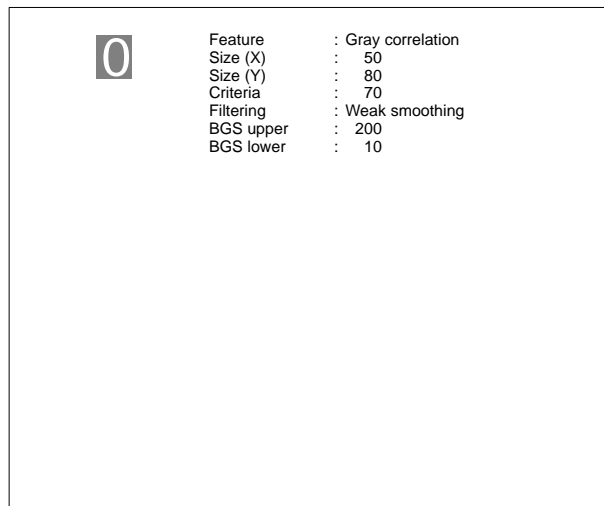 0
Feature : Gray correlation
Size (X) : 50
Size (Y) : 80
Criteria : 70
Filtering : Weak smoothing
BGS upper : 200
BGS lower : 10